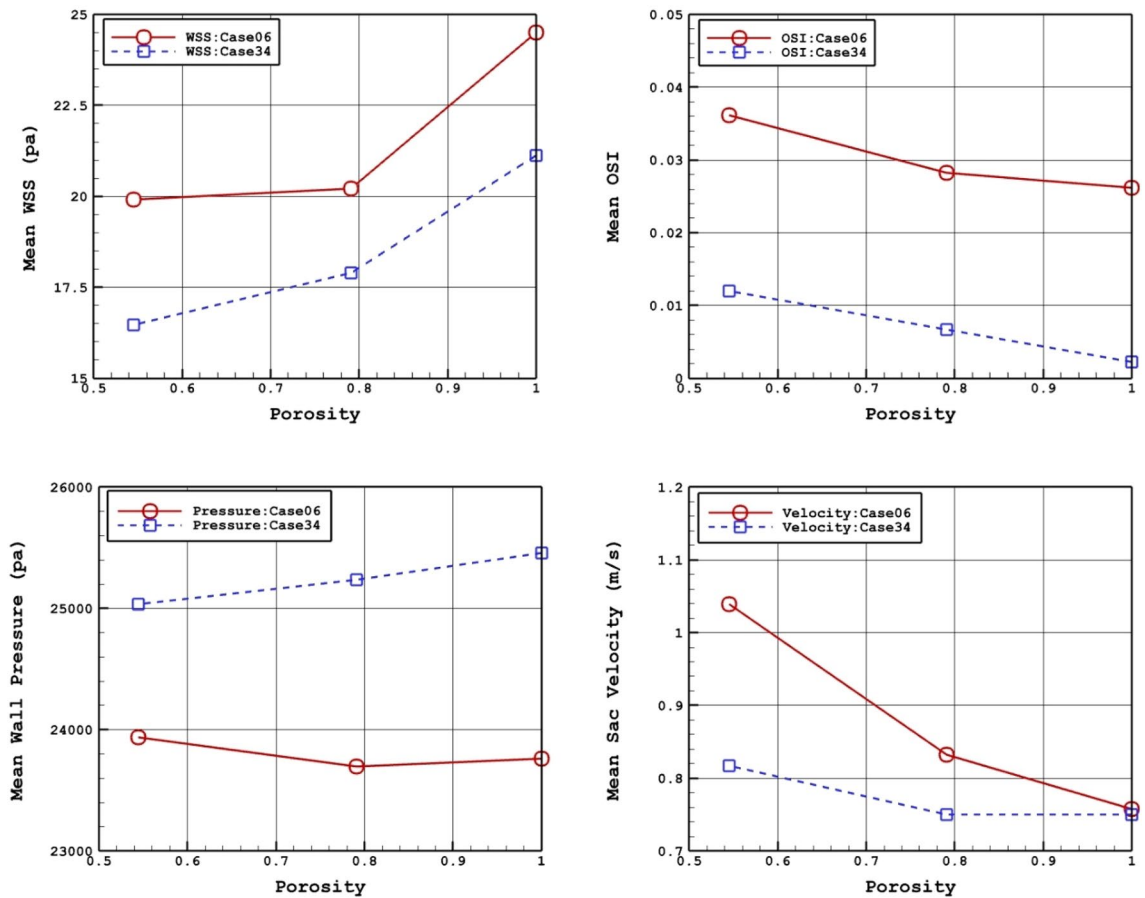 25
22.5
20
17.5
15
Mean WSS (pa)
WSS:Case06
WSS:Case34
0.5 0.6 0.7 0.8 0.9 1
Porosity
0.05
0.04
0.03
0.02
0.01
0
Mean OSI
OSI:Case06
OSI:Case34
0.5 0.6 0.7 0.8 0.9 1
Porosity
26000
25000
24000
23000
Mean Wall Pressure (pa)
Pressure:Case06
Pressure:Case34
0.5 0.6 0.7 0.8 0.9 1
Porosity
1.2
1.1
1
0.9
0.8
0.7
Mean Sac Velocity (m/s)
Velocity:Case06
Velocity:Case34
0.5 0.6 0.7 0.8 0.9 1
Porosity